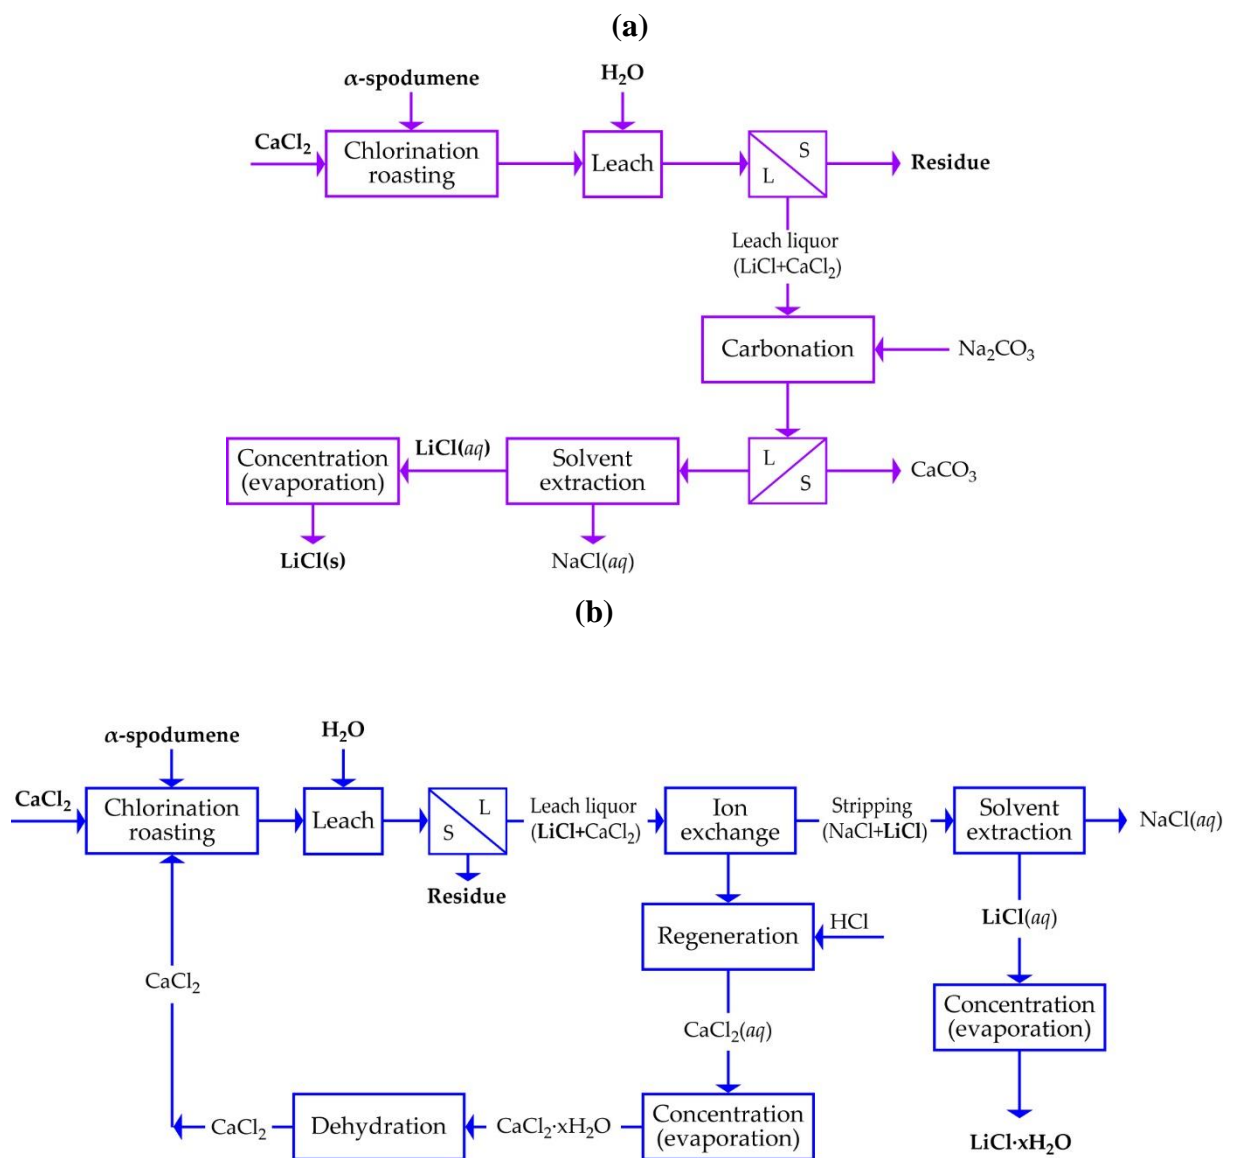 (a)
α-spodumene
H₂O
CaCl₂
Chlorination
roasting
Leach
S
L
Residue
Leach liquor
(LiCl+CaCl₂)
Carbonation
Na₂CO₃
Concentration
(evaporation)
LiCl(aq)
Solvent
extraction
L
S
CaCO₃
LiCl(s)
NaCl(aq)
(b)
α-spodumene
H₂O
CaCl₂
Chlorination
roasting
Leach
L
S
Leach liquor
(LiCl+CaCl₂)
Ion
exchange
Stripping
(NaCl+LiCl)
Solvent
extraction
NaCl(aq)
Residue
Regeneration
HCl
LiCl(aq)
CaCl₂
CaCl₂(aq)
Concentration
(evaporation)
CaCl₂
Dehydration
CaCl₂·xH₂O
Concentration
(evaporation)
LiCl·xH₂O